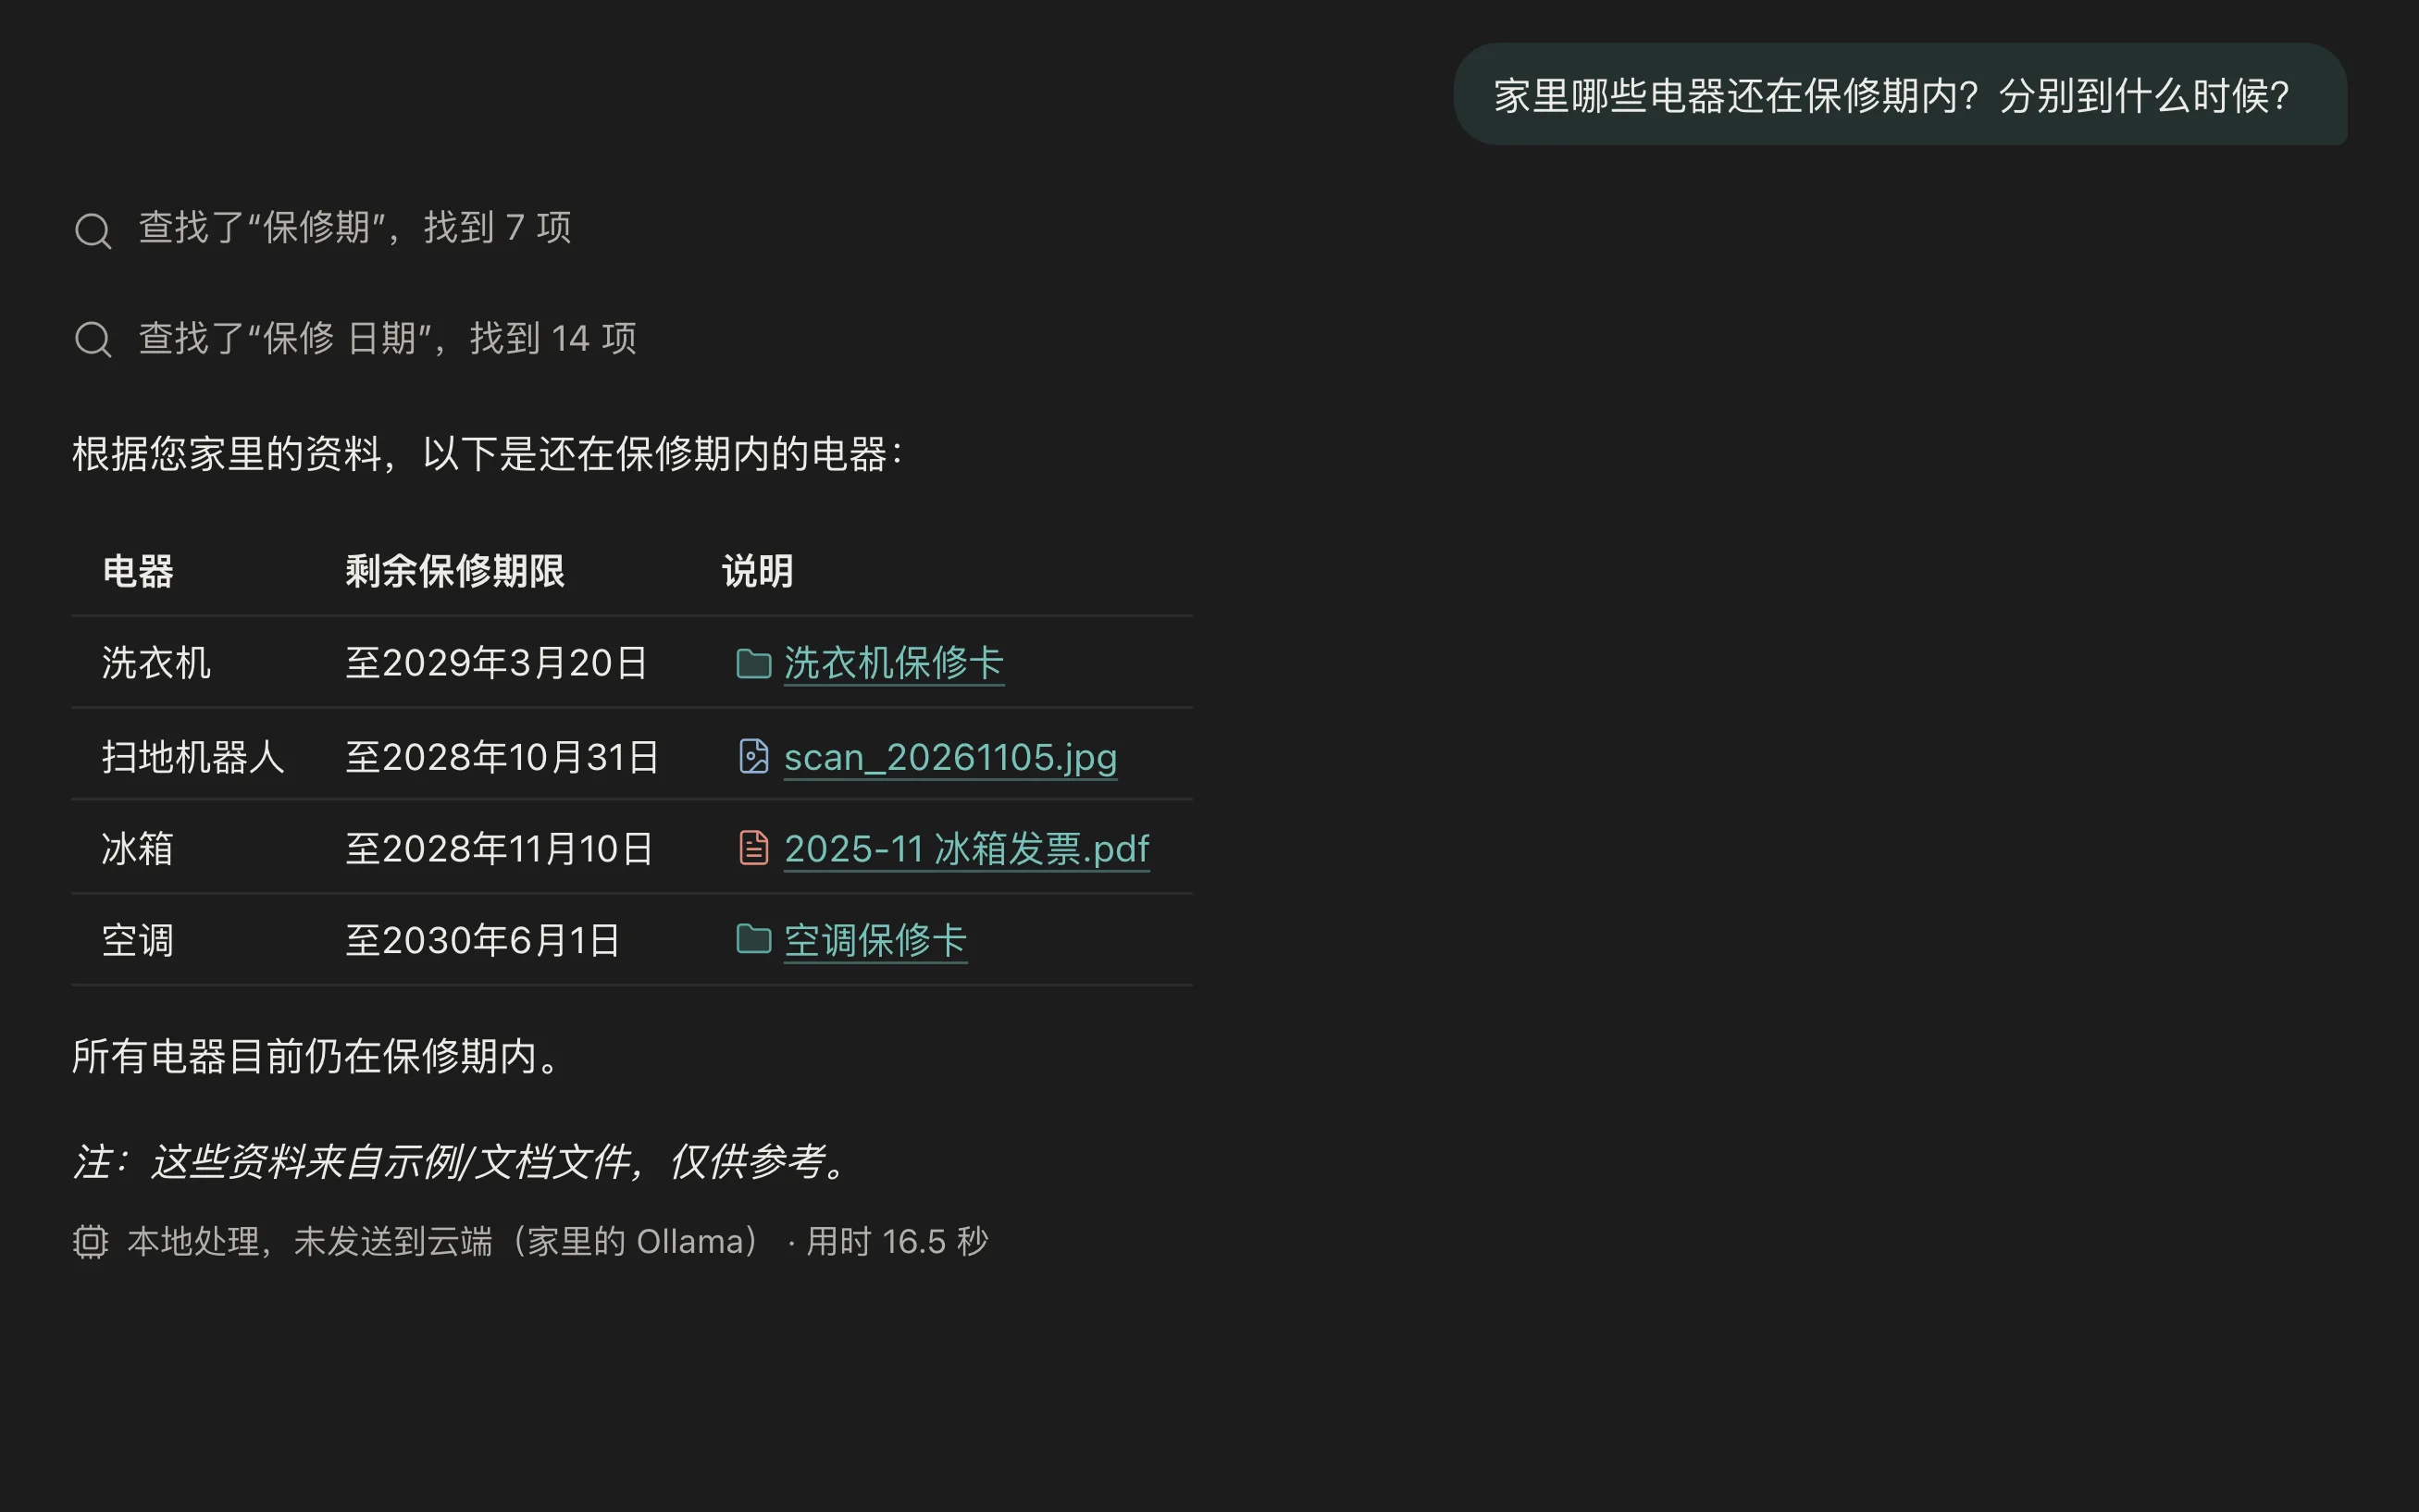 家里哪些电器还在保修期内？分别到什么时候？
查找了“保修期”，找到 7 项
查找了“保修 日期”，找到 14 项
根据您家里的资料，以下是还在保修期内的电器：
电器 剩余保修期限 说明
洗衣机 至2029年3月20日 洗衣机保修卡
扫地机器人 至2028年10月31日 scan_20261105.jpg
冰箱 至2028年11月10日 2025-11 冰箱发票.pdf
空调 至2030年6月1日 空调保修卡
所有电器目前仍在保修期内。
注：这些资料来自示例/文档文件，仅供参考。
本地处理，未发送到云端（家里的 Ollama） · 用时 16.5 秒